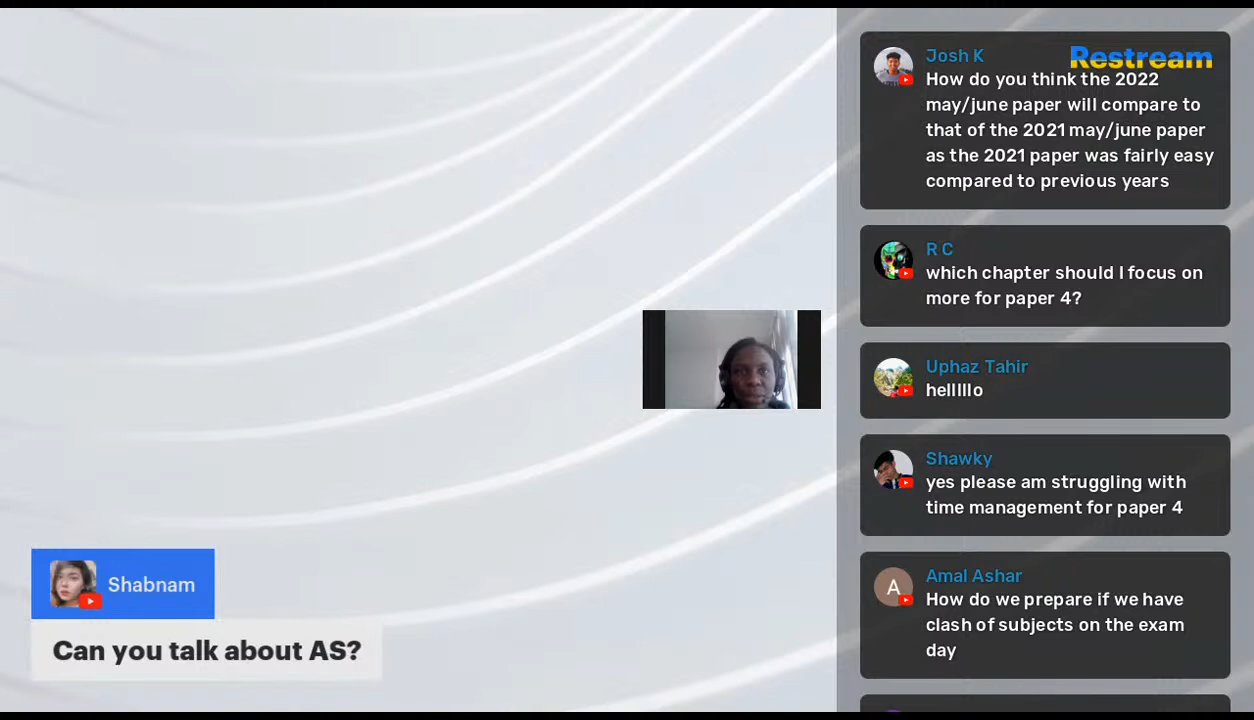 Restream
Josh K
How do you think the 2022
may/june paper will compare to
that of the 2021 may/june paper
as the 2021 paper was fairly easy
compared to previous years
R C
which chapter should I focus on
more for paper 4?
Uphaz Tahir
helllllo
Shawky
yes please am struggling with
time management for paper 4
A
Amal Ashar
How do we prepare if we have
clash of subjects on the exam
day
Shabnam
Can you talk about AS?